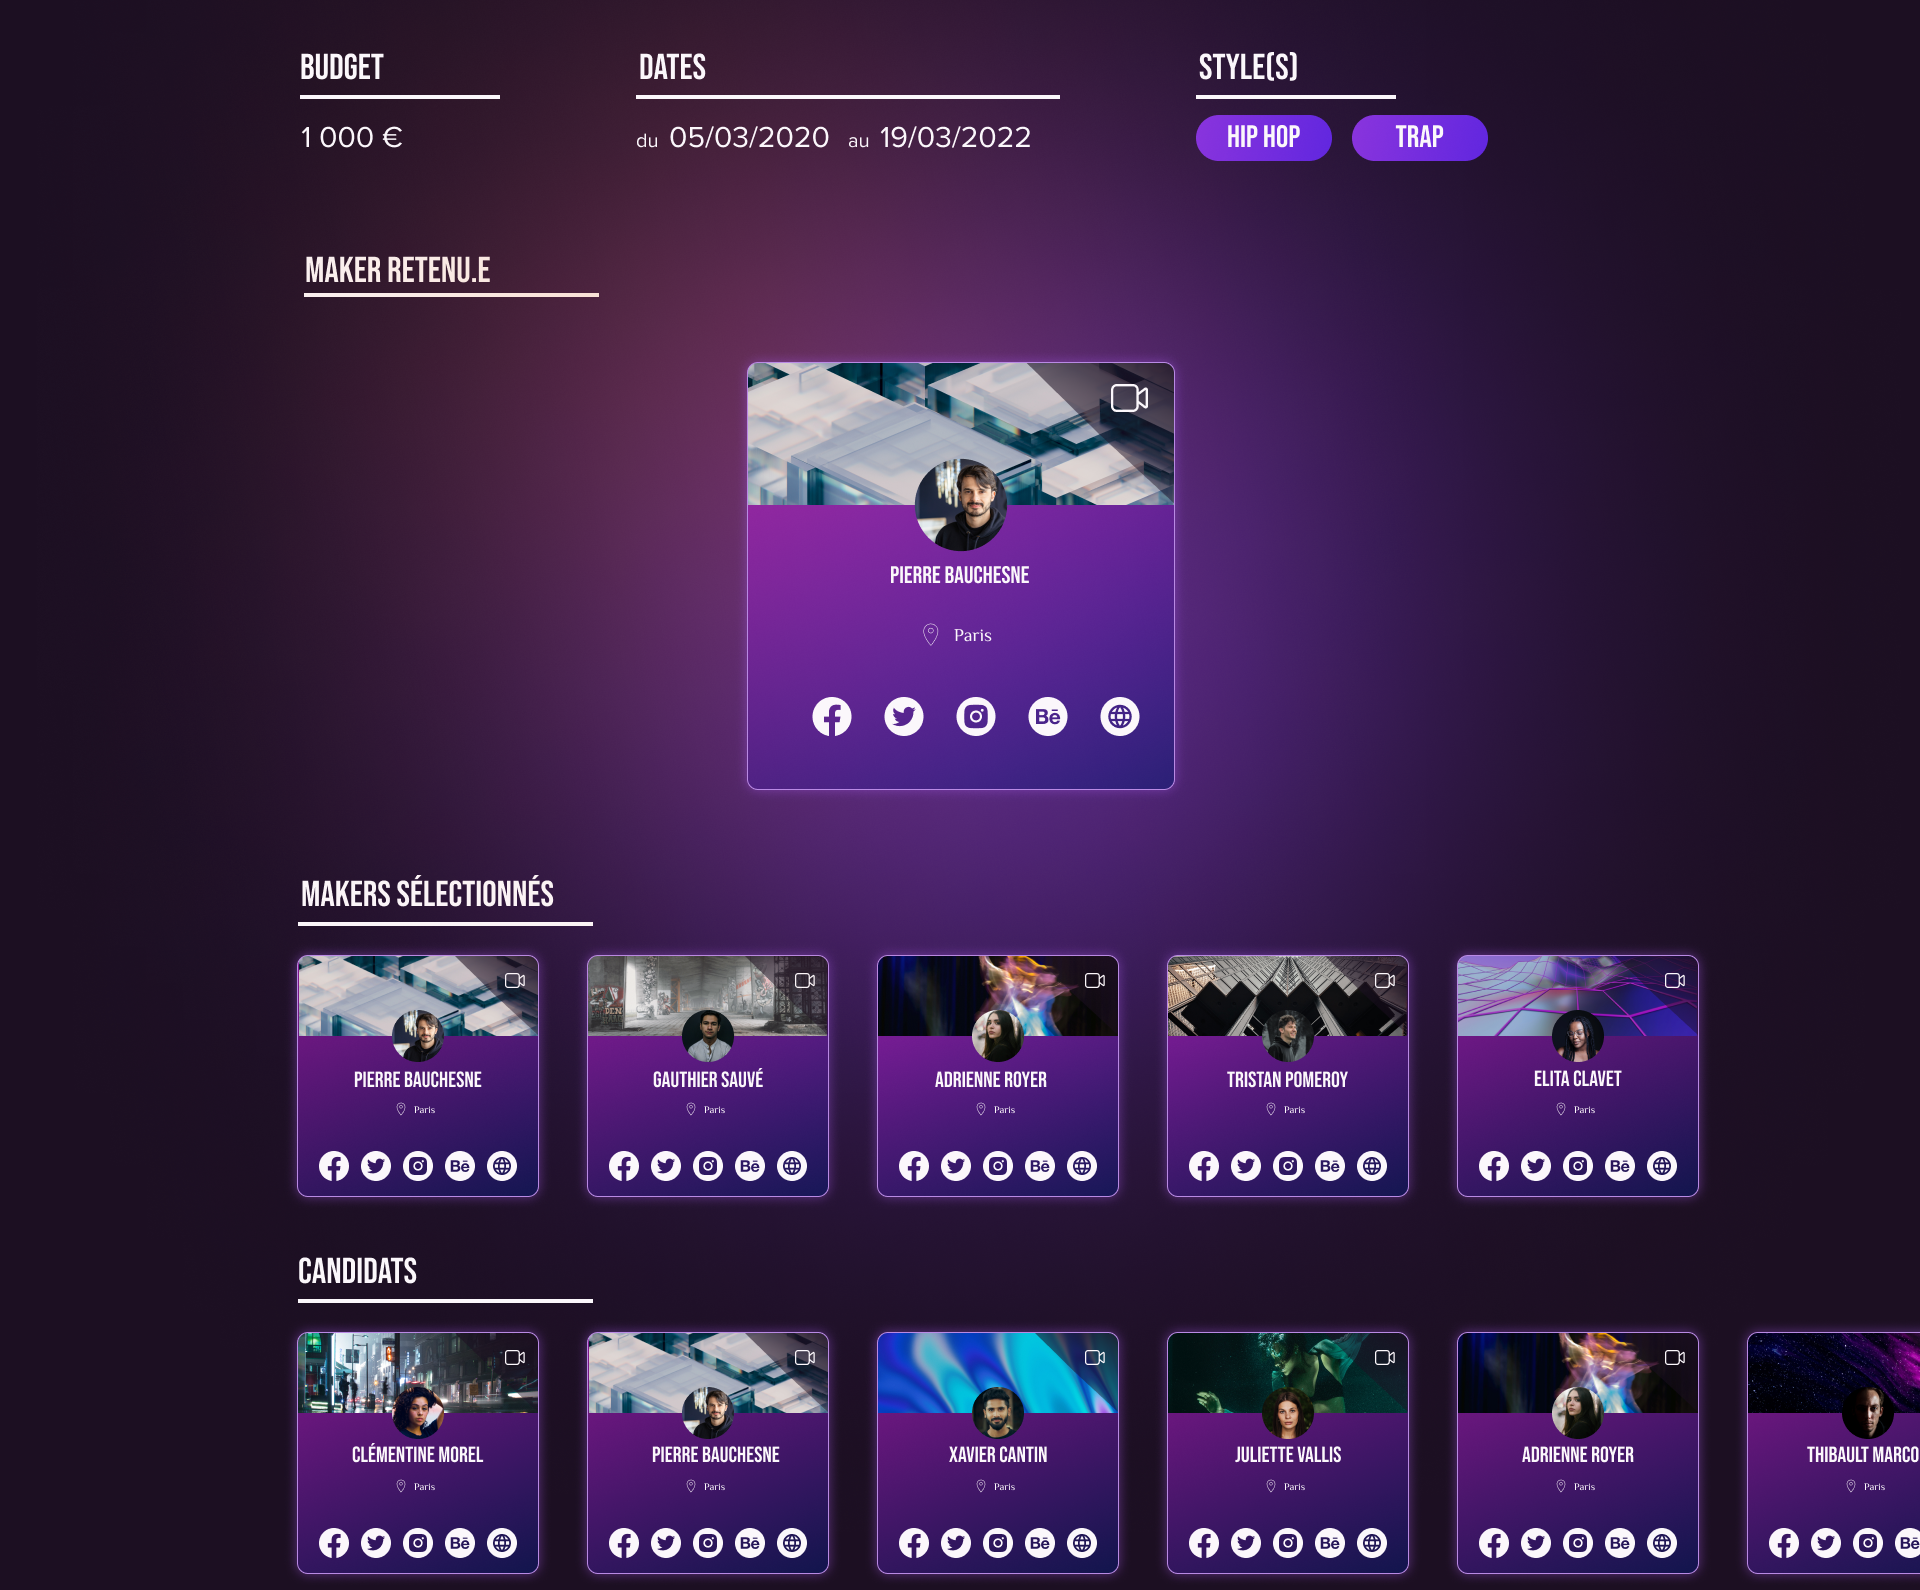 BUDGET DATES STYLE(S)
1 000 € du 05/03/2020 au 19/03/2022 HIP HOP TRAP
MAKER RETENU.E
PIERRE BAUCHESNE
Paris
Bē
MAKERS SÉLECTIONNÉS
PIERRE BAUCHESNE GAUTHIER SAUVÉ ADRIENNE ROYER TRISTAN POMEROY ELITA CLAVET
Paris Paris Paris Paris Paris
Bē Bē Bē Bē Bē
CANDIDATS
CLÉMENTINE MOREL PIERRE BAUCHESNE XAVIER CANTIN JULIETTE VALLIS ADRIENNE ROYER THIBAULT MARCO
Paris Paris Paris Paris Paris Paris
Bē Bē Bē Bē Bē Bē